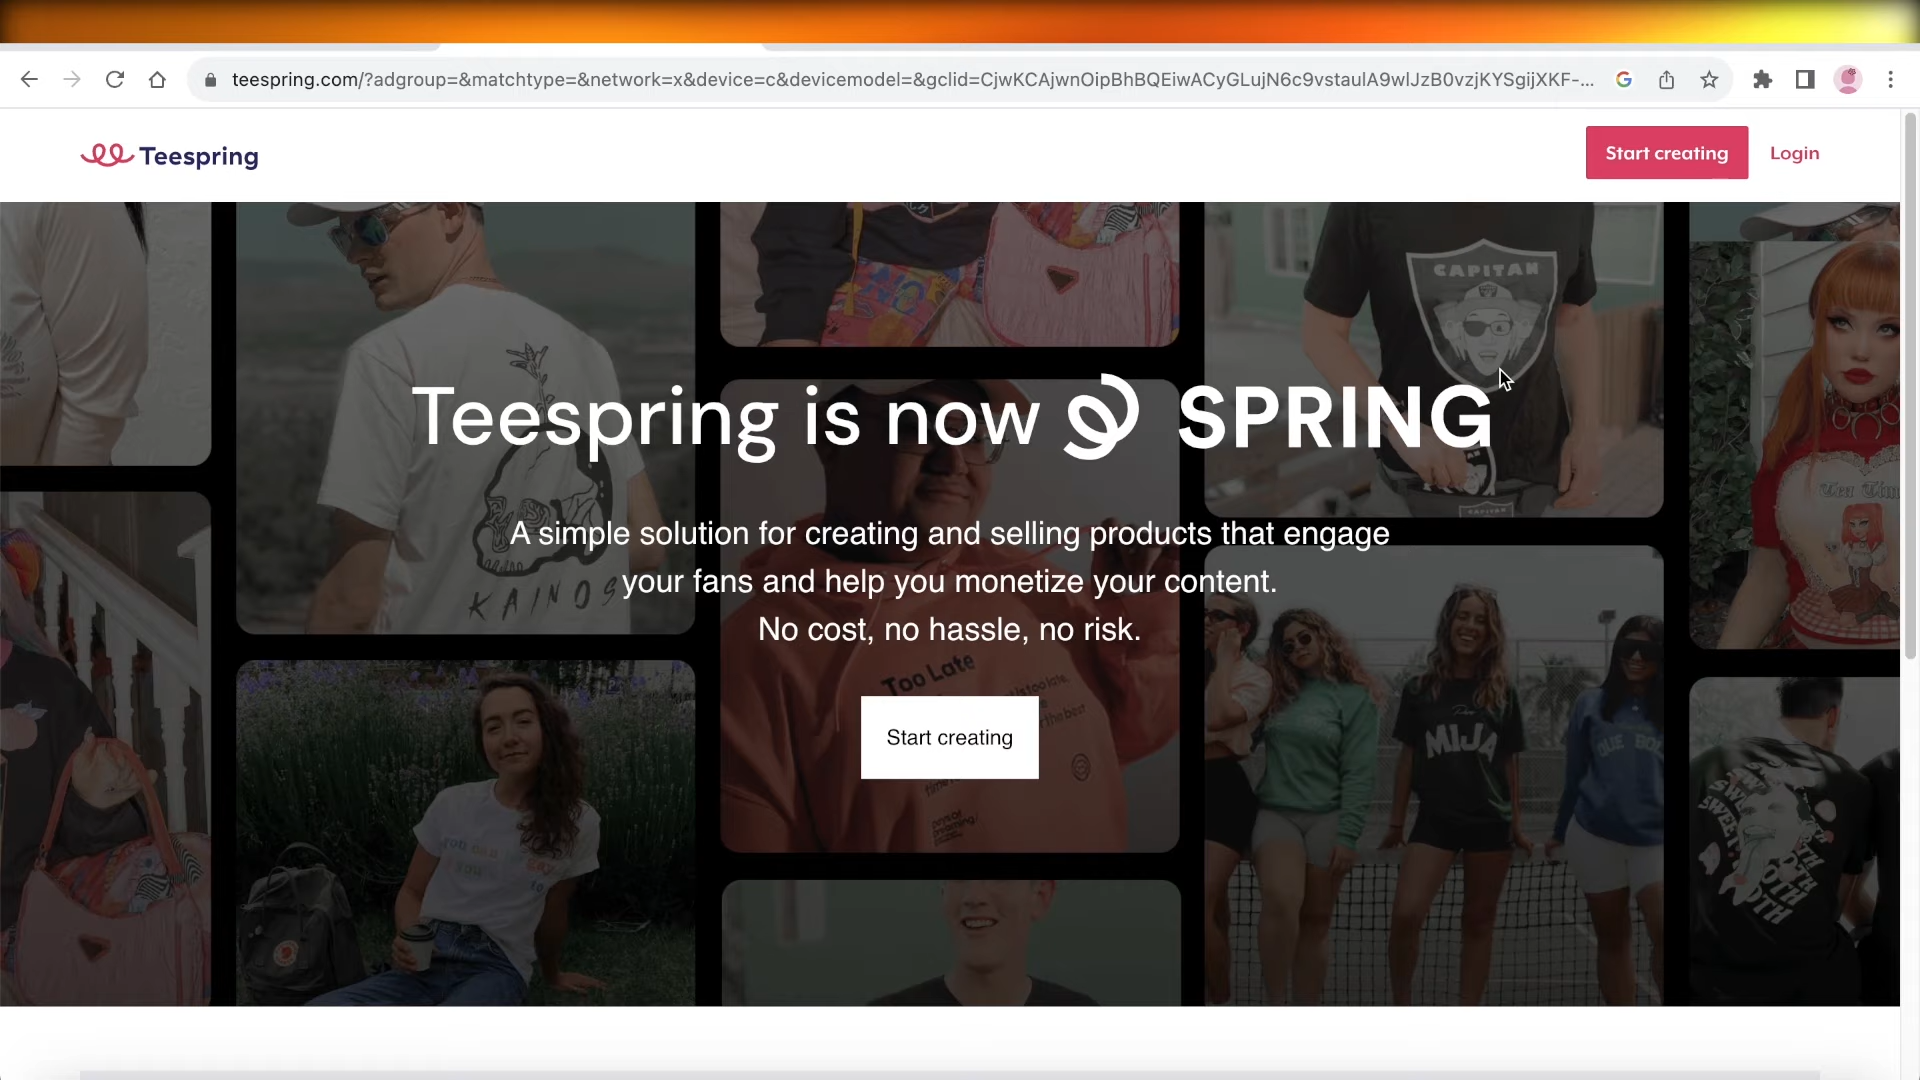 teespring.com/?adgroup=&matchtype=&network=x&device=c&devicemodel=&gclid=CjwKCAjwnOipBhBQEiwACyGLujN6c9vstaulA9wlJzB0vzjKYSgijXKF-...
Teespring
Start creating
Login
CAPITAN
Teespring is now SPRING
A simple solution for creating and selling products that engage
your fans and help you monetize your content.
No cost, no hassle, no risk.
KAINOS
CAPITAN
Too Late
Start creating
MIJA